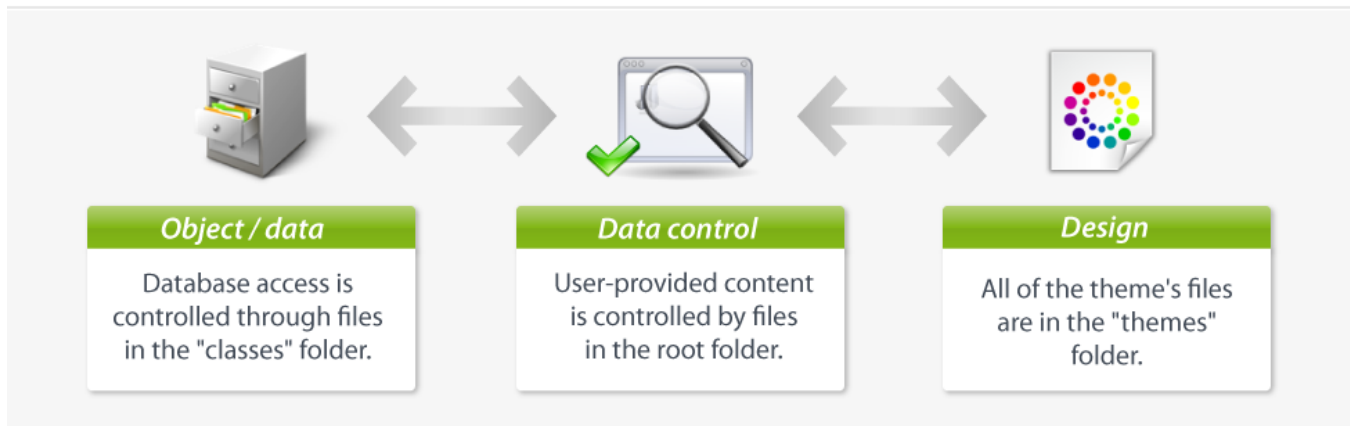 Object / data
Database access is
controlled through files
in the "classes" folder.
Data control
User-provided content
is controlled by files
in the root folder.
Design
All of the theme's files
are in the "themes"
folder.